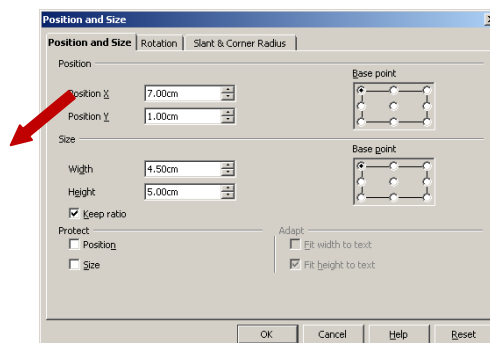 Position and Size
Position and Size Rotation Slant & Corner Radius
Position
Base point
Position X 7.00cm
Position Y 1.00cm
Size
Base point
Width 4.50cm
Height 5.00cm
Keep ratio
Protect
Adapt
Position
Fit width to text
Size
Fit height to text
OK Cancel Help Reset